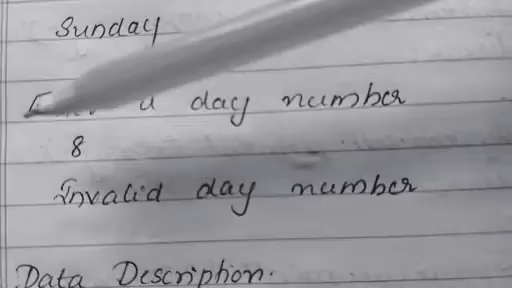 Sunday
a day number
8
Invalid day number
Data Description.